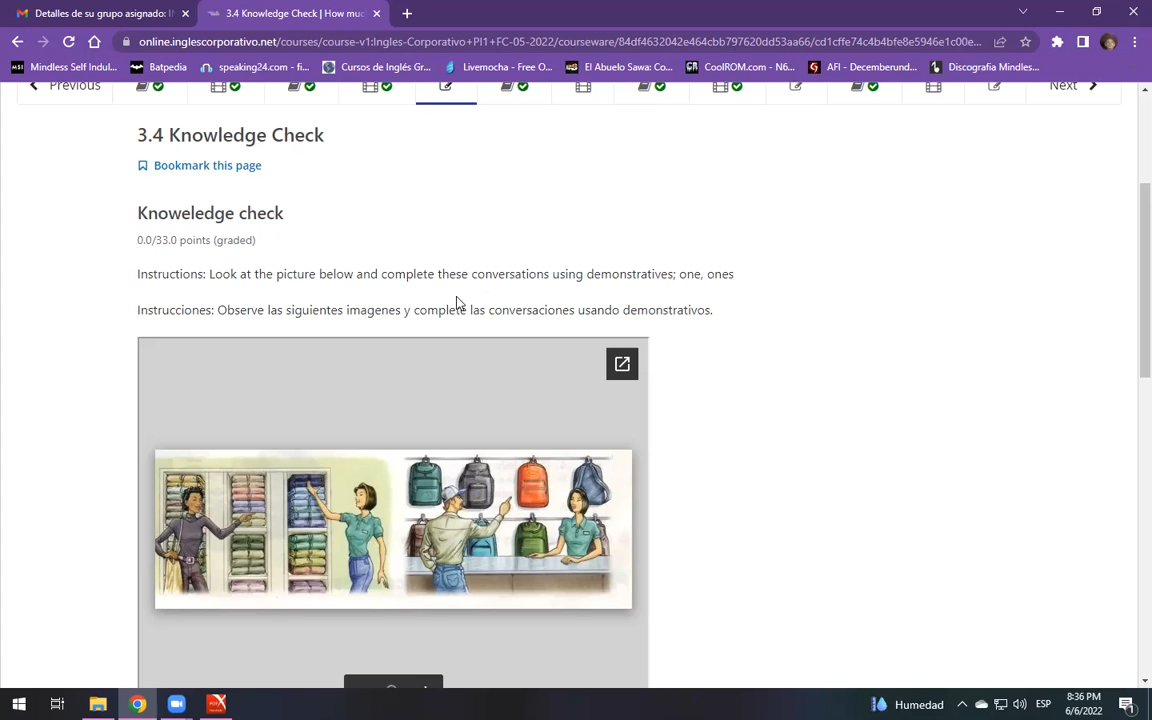 Detalles de su grupo asignado: I
3.4 Knowledge Check | How muc
online.inglescorporativo.net/courses/course-v1:Ingles-Corporativo+PI1+FC-05-2022/courseware/84df4632042e464cbb797620dd53aa66/cd1cffe74c4b4bfe8e5946e1c00e...
Mindless Self Indul... Batpedia speaking24.com - fi... Cursos de Inglés Gr... Livemocha - Free O... El Abuelo Sawa: Co... CoolROM.com - N6... AFI - Decemberund... Discografia Mindles...
Previous Next
3.4 Knowledge Check
Bookmark this page
Knoweledge check
0.0/33.0 points (graded)
Instructions: Look at the picture below and complete these conversations using demonstratives; one, ones
Instrucciones: Observe las siguientes imagenes y complete las conversaciones usando demonstrativos.
Humedad ESP 8:36 PM
6/6/2022 1